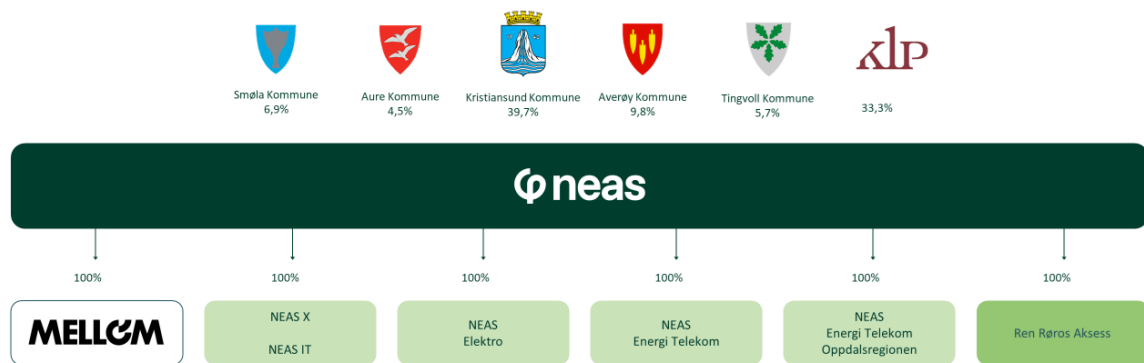 KLP
Smøla Kommune
6,9%
Aure Kommune
4,5%
Kristiansund Kommune
39,7%
Averøy Kommune
9,8%
Tingvoll Kommune
5,7%
33,3%
neas
100%
100%
100%
100%
100%
100%
MELLOM
NEAS X
NEAS IT
NEAS
Elektro
NEAS
Energi Telekom
NEAS
Energi Telekom
Oppdalsregionen
Ren Røros Aksess